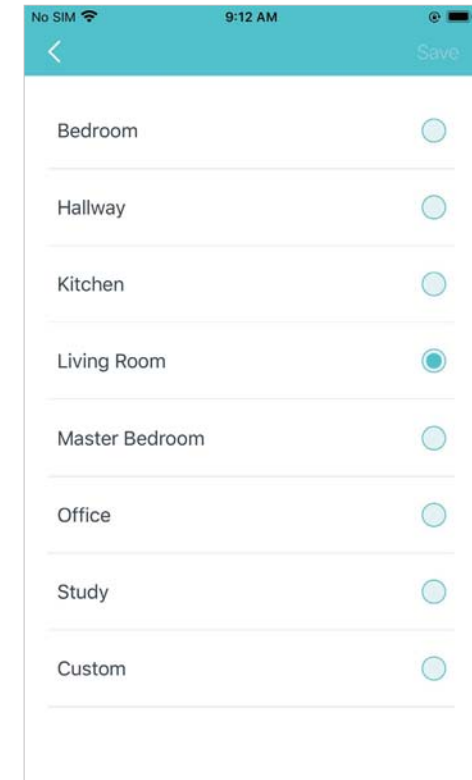 No SIM 9:12 AM
Save
Bedroom
Hallway
Kitchen
Living Room
Master Bedroom
Office
Study
Custom